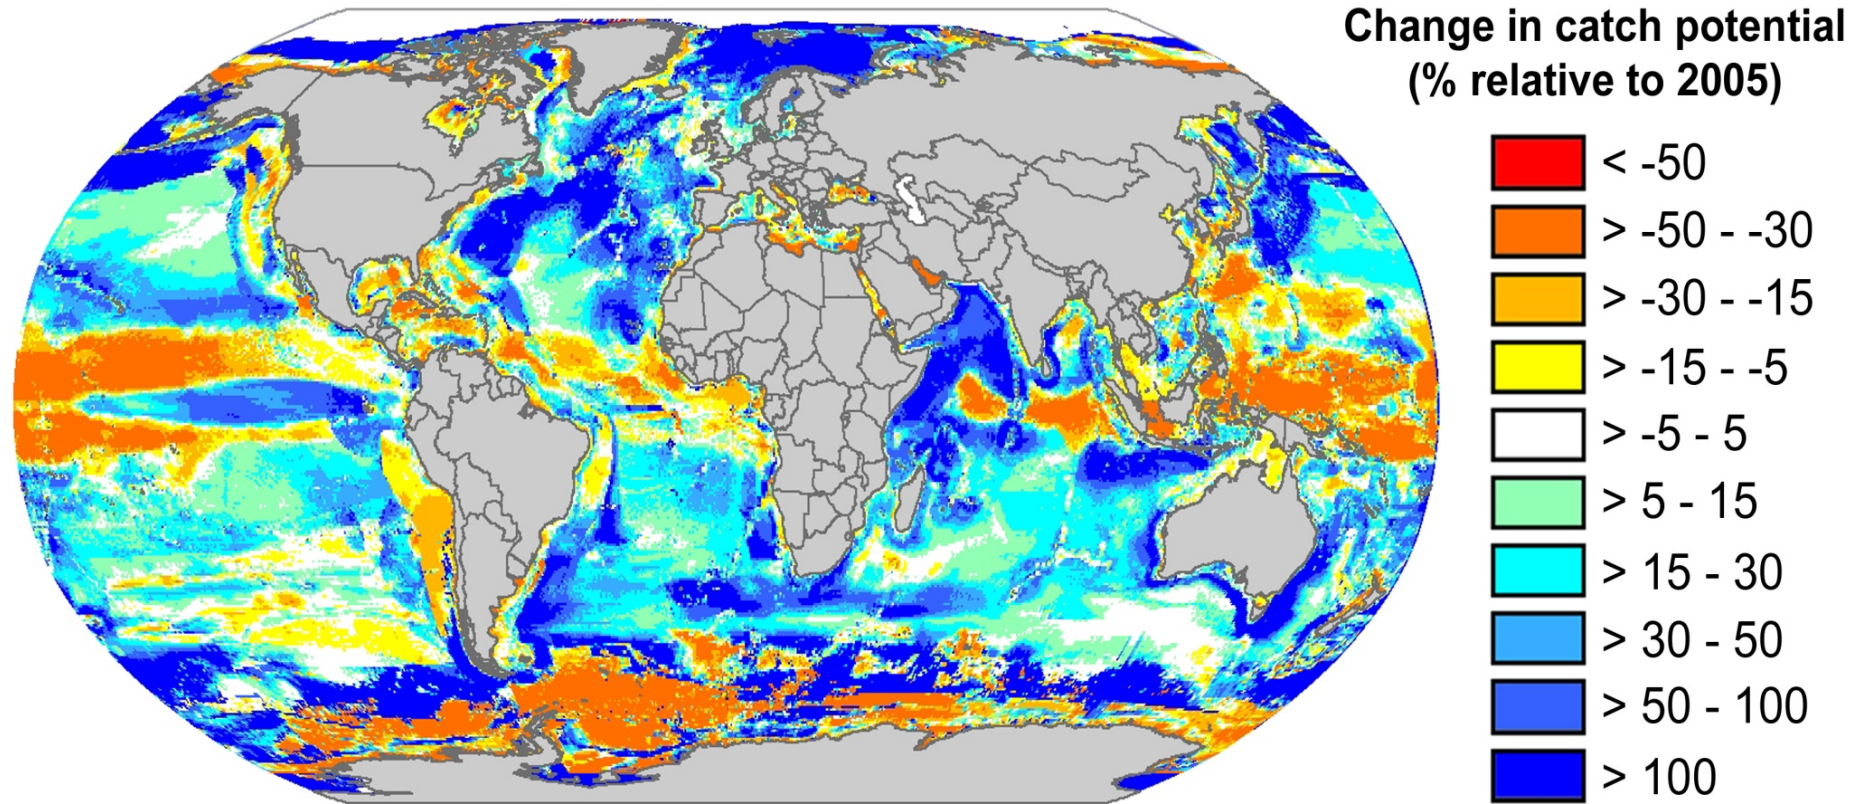 Change in catch potential
(% relative to 2005)
< -50
> -50 - -30
> -30 - -15
> -15 - -5
> -5 - 5
> 5 - 15
> 15 - 30
> 30 - 50
> 50 - 100
> 100